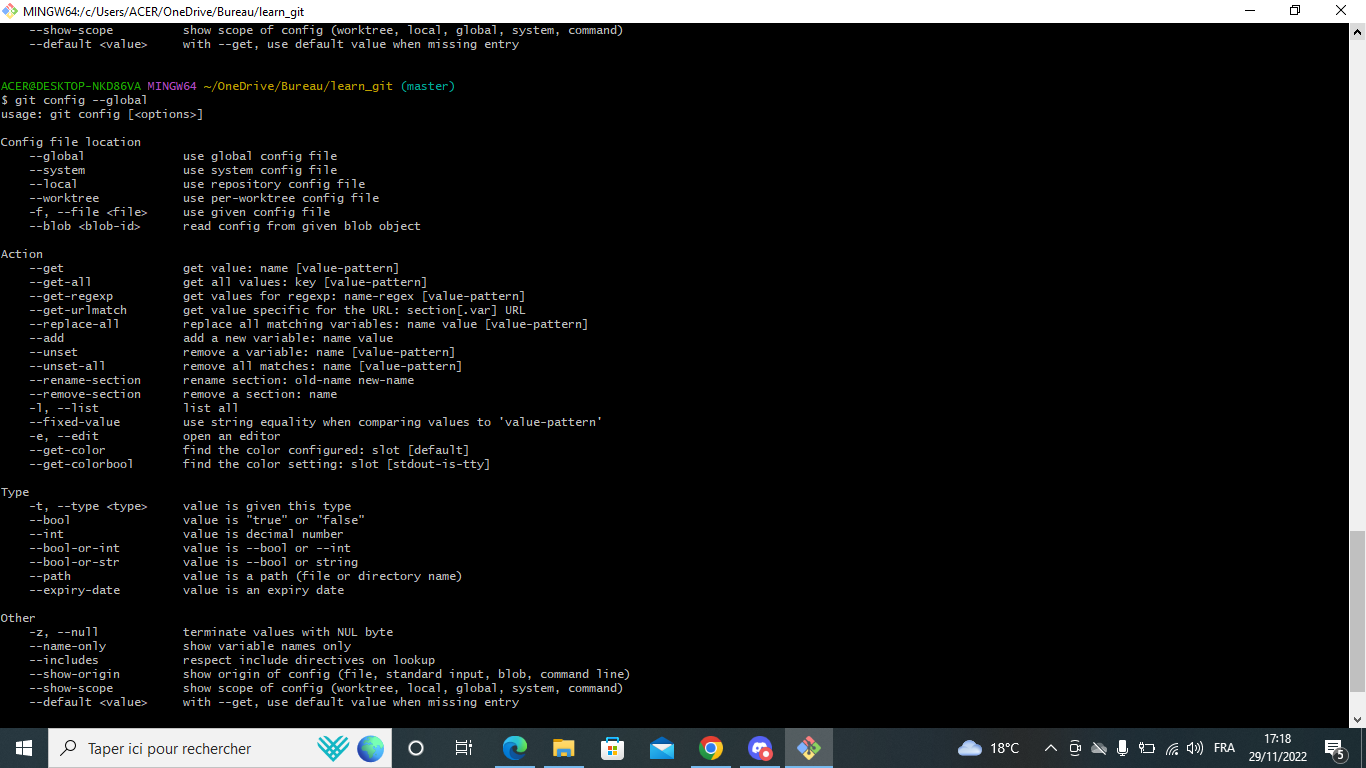 MINGW64:/c/Users/ACER/OneDrive/Bureau/learn_git
--show-scope show scope of config (worktree, local, global, system, command)
--default <value> with --get, use default value when missing entry
ACER@DESKTOP-NKD86VA MINGW64 ~/OneDrive/Bureau/learn_git (master)
$ git config --global
usage: git config [<options>]
Config file location
--global use global config file
--system use system config file
--local use repository config file
--worktree use per-worktree config file
-f, --file <file> use given config file
--blob <blob-id> read config from given blob object
Action
--get get value: name [value-pattern]
--get-all get all values: key [value-pattern]
--get-regexp get values for regexp: name-regex [value-pattern]
--get-urlmatch get value specific for the URL: section[.var] URL
--replace-all replace all matching variables: name value [value-pattern]
--add add a new variable: name value
--unset remove a variable: name [value-pattern]
--unset-all remove all matches: name [value-pattern]
--rename-section rename section: old-name new-name
--remove-section remove a section: name
-l, --list list all
--fixed-value use string equality when comparing values to 'value-pattern'
-e, --edit open an editor
--get-color find the color configured: slot [default]
--get-colorbool find the color setting: slot [stdout-is-tty]
Type
-t, --type <type> value is given this type
--bool value is "true" or "false"
--int value is decimal number
--bool-or-int value is --bool or --int
--bool-or-str value is --bool or string
--path value is a path (file or directory name)
--expiry-date value is an expiry date
Other
-z, --null terminate values with NUL byte
--name-only show variable names only
--includes respect include directives on lookup
--show-origin show origin of config (file, standard input, blob, command line)
--show-scope show scope of config (worktree, local, global, system, command)
--default <value> with --get, use default value when missing entry
Taper ici pour rechercher
18°C
FRA
17:18
29/11/2022
5